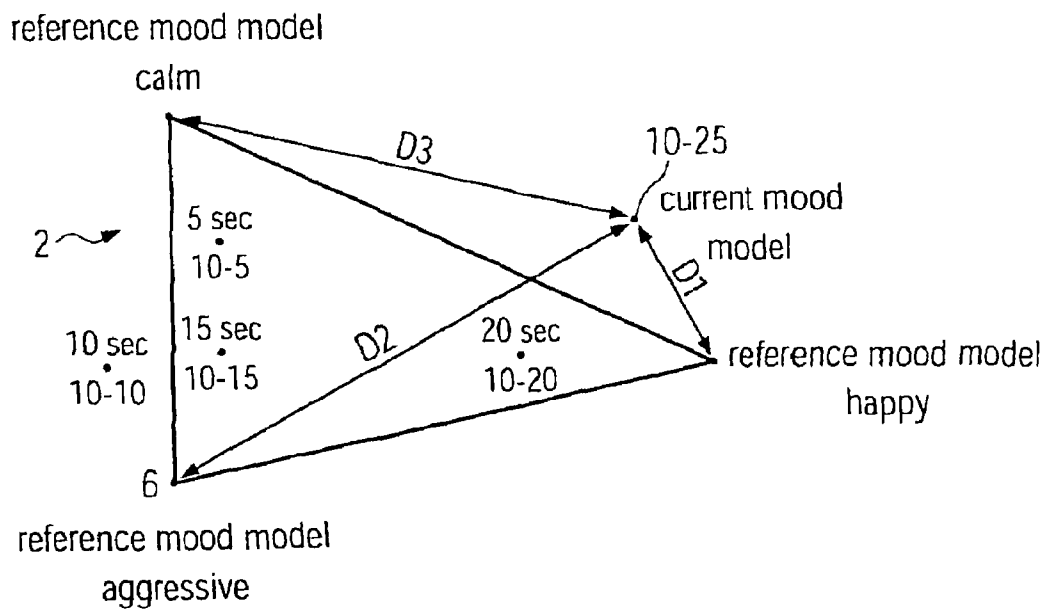 reference mood model
calm
D3
10-25
current mood
model
2
5 sec
10-5
D1
10 sec
10-10
15 sec
10-15
D2
20 sec
10-20
reference mood model
happy
6
reference mood model
aggressive